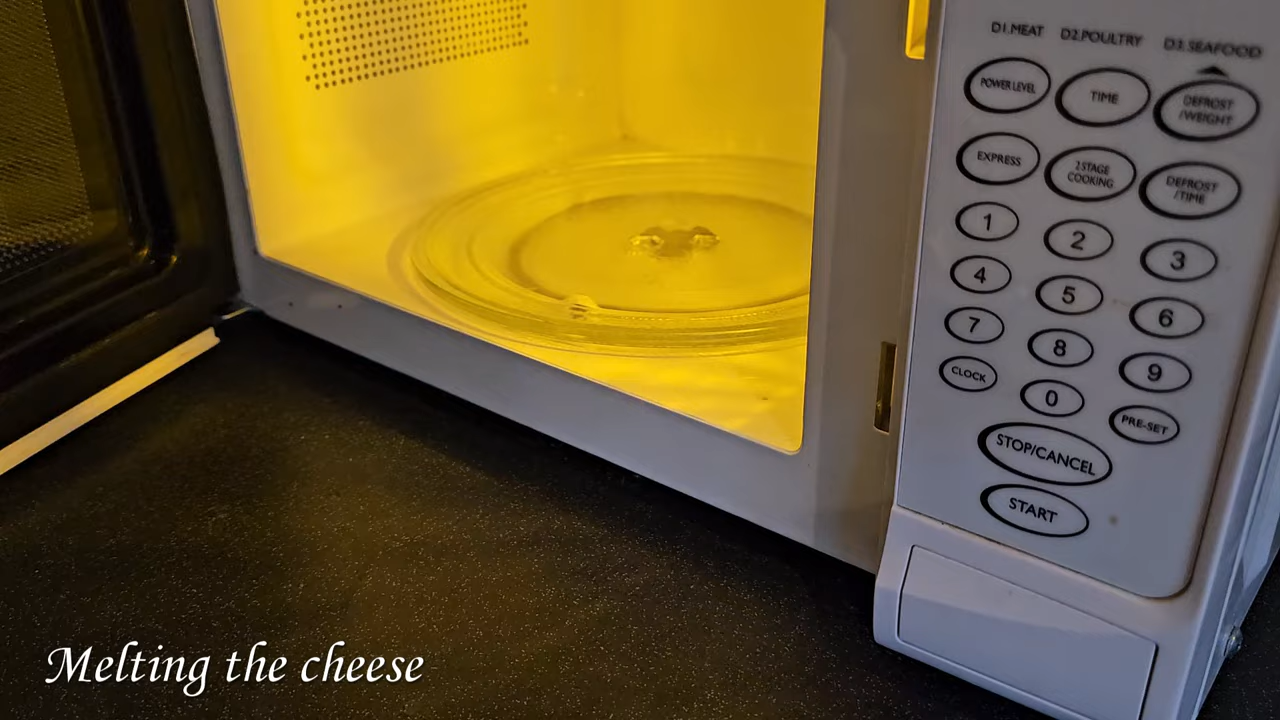 D1.MEAT D2.POULTRY D3.SEAFOOD
POWER LEVEL
TIME
DEFROST
/WEIGHT
EXPRESS
2 STAGE
COOKING
DEFROST
/TIME
1
2
3
4
5
6
7
8
9
CLOCK
0
PRE-SET
STOP/CANCEL
START
Melting the cheese